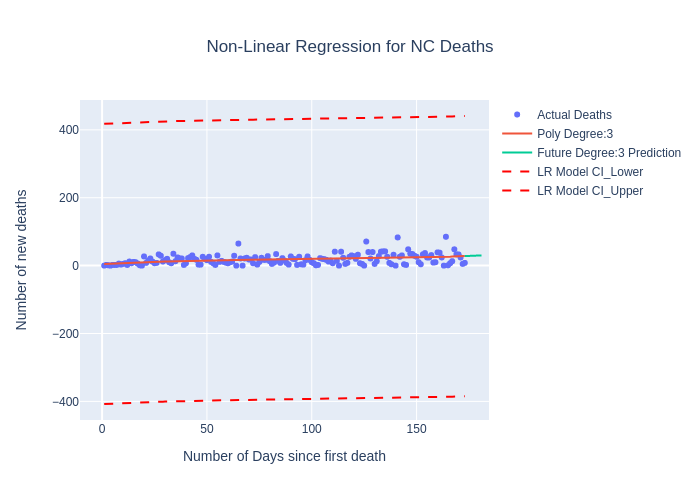 Non-Linear Regression for NC Deaths
Actual Deaths
Poly Degree:3
Future Degree:3 Prediction
LR Model CI_Lower
LR Model CI_Upper
Number of new deaths
400
200
0
−200
−400
0
50
100
150
Number of Days since first death